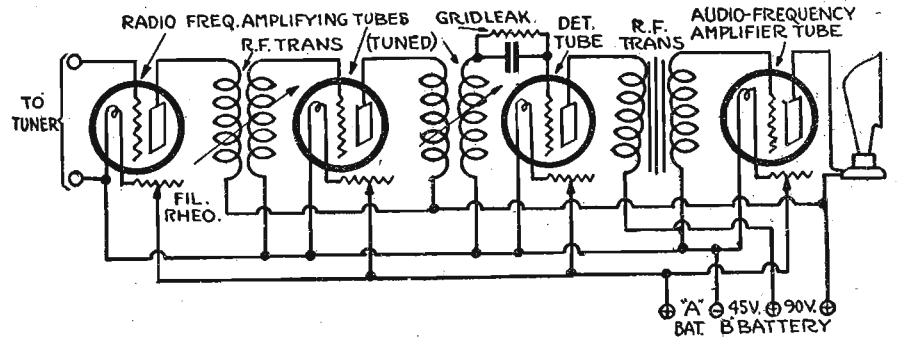 RADIO FREQ. AMPLIFYING TUBES
R.F. TRANS (TUNED)
GRIDLEAK.
DET.
TUBE
R.F.
TRANS
AUDIO-FREQUENCY
AMPLIFIER TUBE
TO
TUNER
FIL.
RHEO.
"A"
BAT.
45V. 90V.
"B" BATTERY